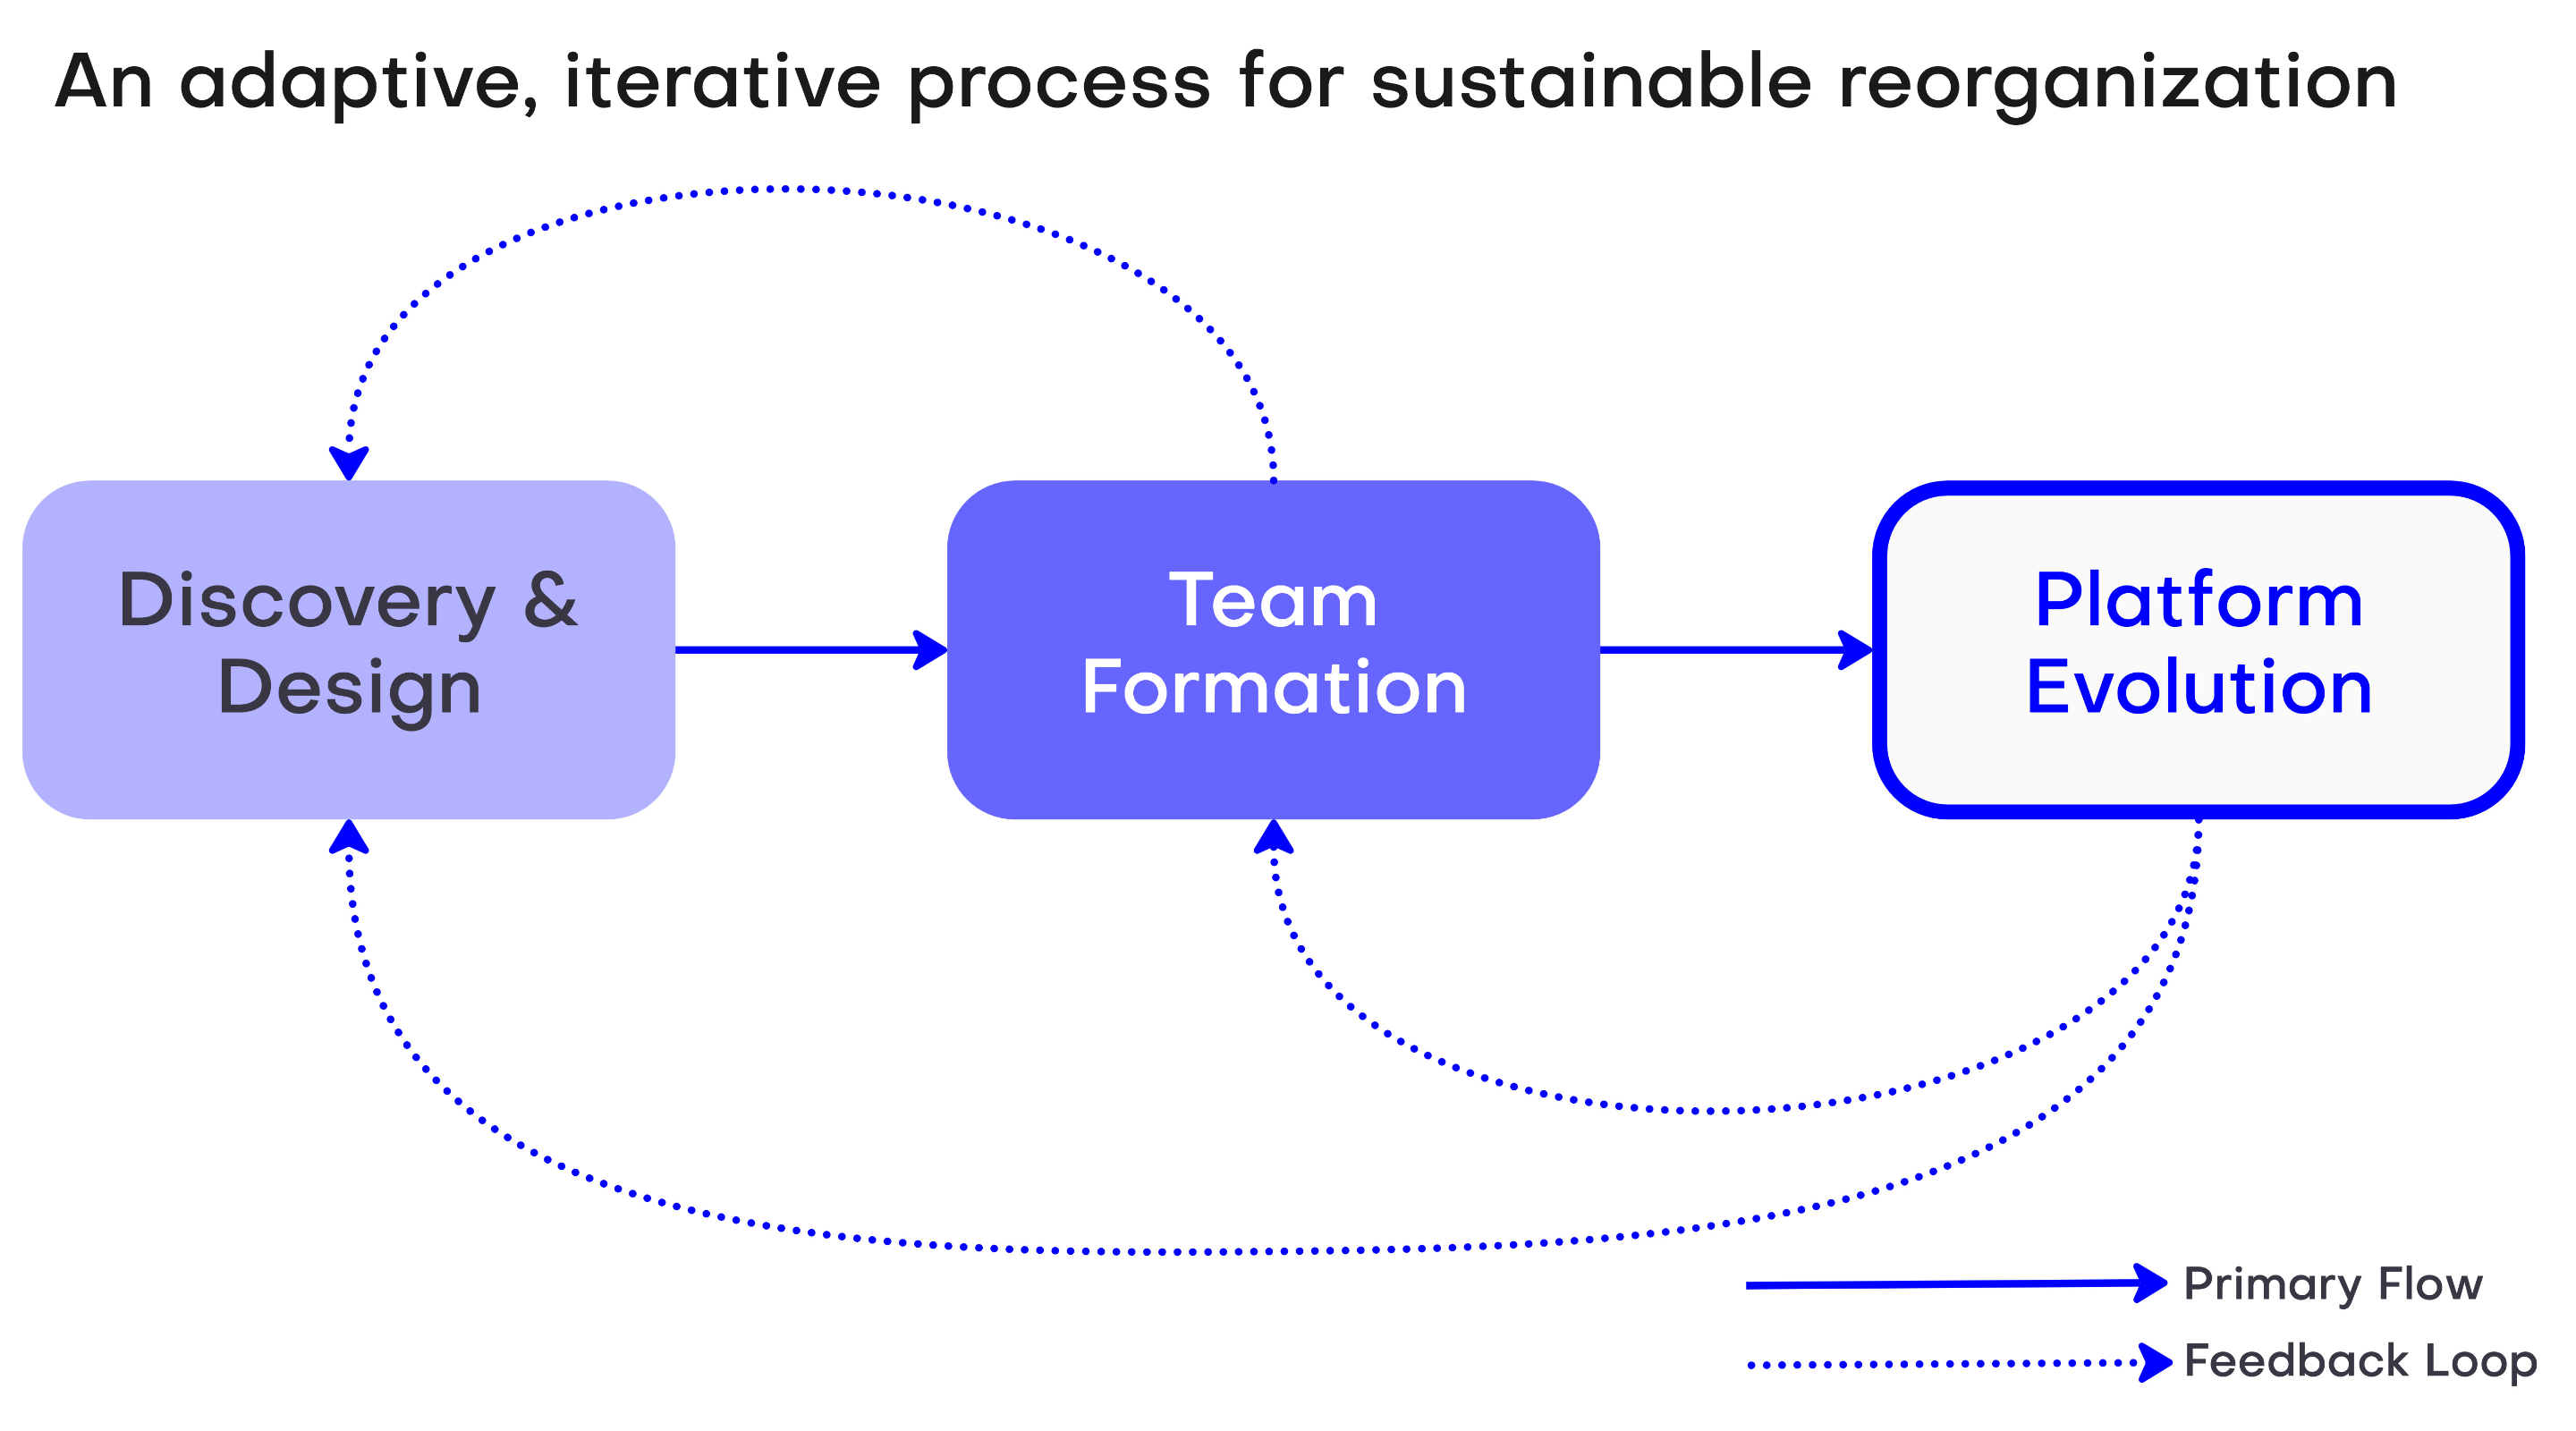 An adaptive, iterative process for sustainable reorganization
Discovery &
Design
Team
Formation
Platform
Evolution
Primary Flow
Feedback Loop